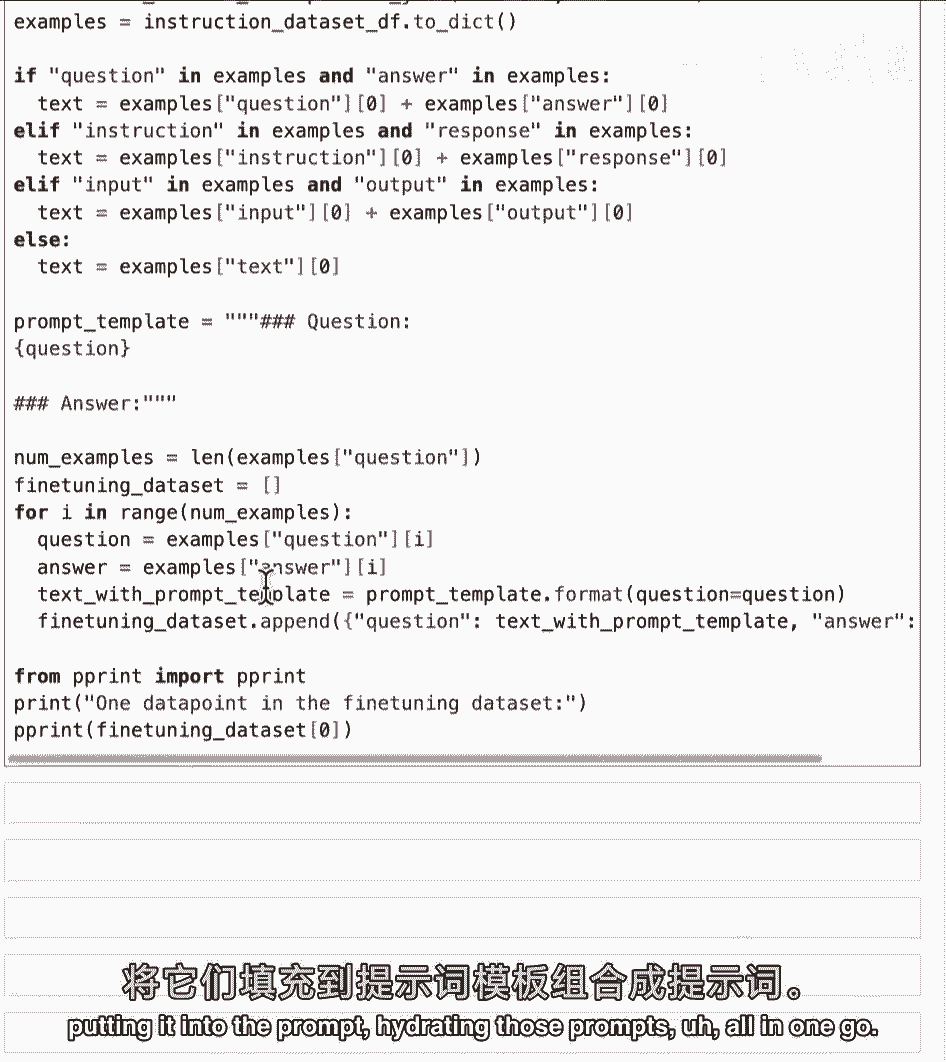 examples = instruction_dataset_df.to_dict()
if "question" in examples and "answer" in examples:
  text = examples["question"][0] + examples["answer"][0]
elif "instruction" in examples and "response" in examples:
  text = examples["instruction"][0] + examples["response"][0]
elif "input" in examples and "output" in examples:
  text = examples["input"][0] + examples["output"][0]
else:
  text = examples["text"][0]
prompt_template = """### Question:
{question}
### Answer:"""
num_examples = len(examples["question"])
finetuning_dataset = []
for i in range(num_examples):
  question = examples["question"][i]
  answer = examples["answer"][i]
  text_with_prompt_template = prompt_template.format(question=question)
  finetuning_dataset.append({"question": text_with_prompt_template, "answer":
from pprint import pprint
print("One datapoint in the finetuning dataset:")
pprint(finetuning_dataset[0])
将它们填充到提示词模板组合成提示词。
putting it into the prompt, hydrating those prompts, uh, all in one go.